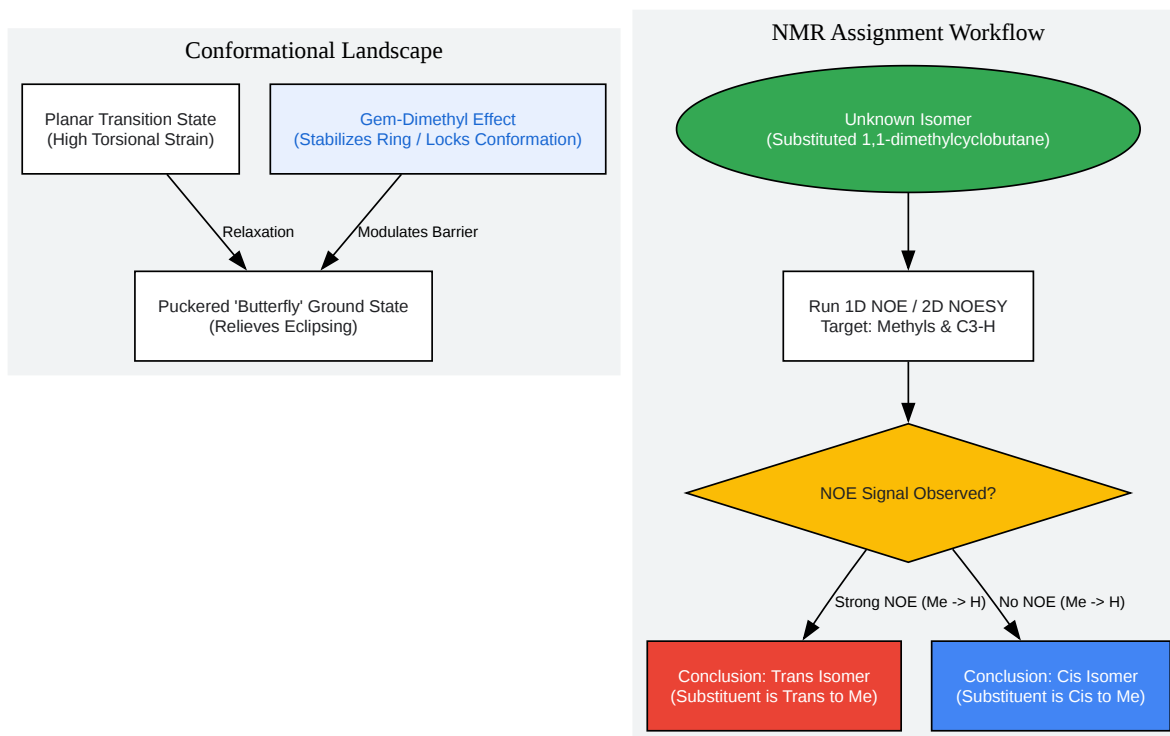 Conformational Landscape
Planar Transition State
(High Torsional Strain)
Gem-Dimethyl Effect
(Stabilizes Ring / Locks Conformation)
Relaxation
Modulates Barrier
Puckered 'Butterfly' Ground State
(Relieves Eclipsing)
NMR Assignment Workflow
Unknown Isomer
(Substituted 1,1-dimethylcyclobutane)
Run 1D NOE / 2D NOESY
Target: Methyls & C3-H
NOE Signal Observed?
Strong NOE (Me -> H)
No NOE (Me -> H)
Conclusion: Trans Isomer
(Substituent is Trans to Me)
Conclusion: Cis Isomer
(Substituent is Cis to Me)